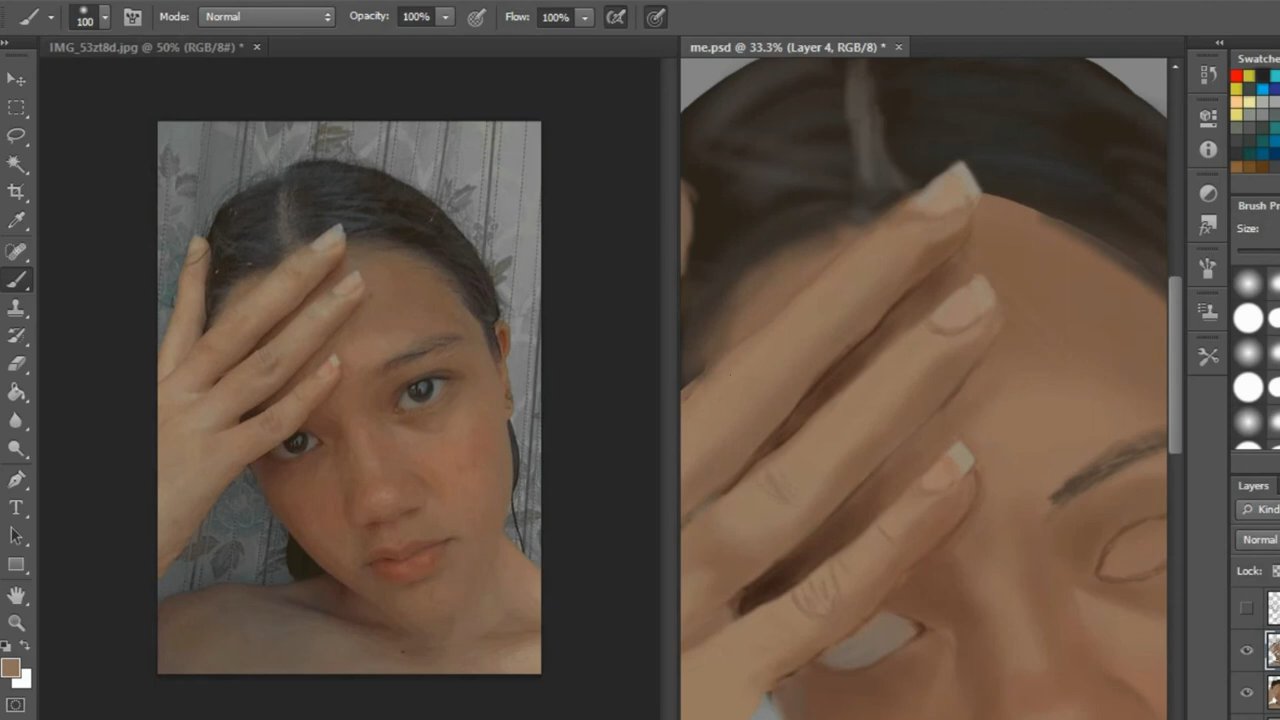 100 Mode: Normal Opacity: 100% Flow: 100%
IMG_53zt8d.jpg @ 50% (RGB/8#) * ×
me.psd @ 33.3% (Layer 4, RGB/8) * ×
Swatche
Brush Pr
Size:
T
Layers
Kind
Normal
Lock: